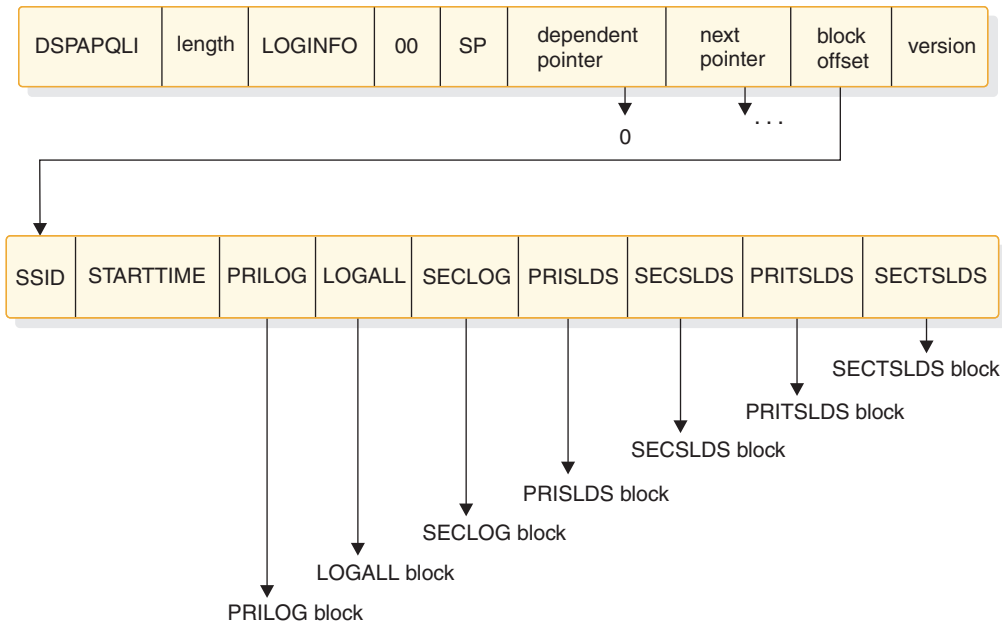 DSPAPQLI length LOGINFO 00 SP dependent pointer next pointer block offset version
0
. . .
SSID STARTTIME PRILOG LOGALL SECLOG PRISLDS SECSLDS PRITSLDS SECTSLDS
SECTSLDS block
PRITSLDS block
SECSLDS block
PRISLDS block
SECLOG block
LOGALL block
PRILOG block